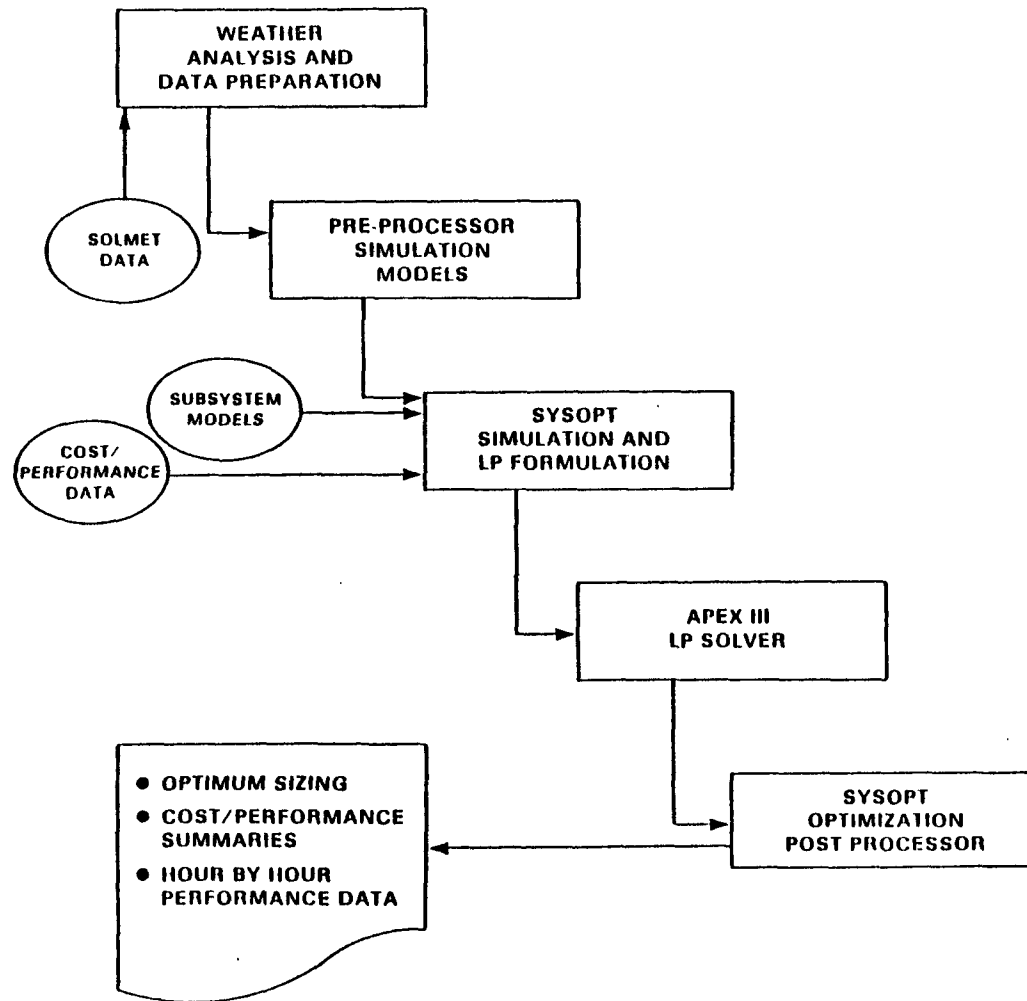 WEATHER
ANALYSIS AND
DATA PREPARATION
SOLMET
DATA
PRE-PROCESSOR
SIMULATION
MODELS
SUBSYSTEM
MODELS
COST/
PERFORMANCE
DATA
SYSOPT
SIMULATION AND
LP FORMULATION
APEX III
LP SOLVER
SYSOPT
OPTIMIZATION
POST PROCESSOR
● OPTIMUM SIZING
● COST/PERFORMANCE
SUMMARIES
● HOUR BY HOUR
PERFORMANCE DATA